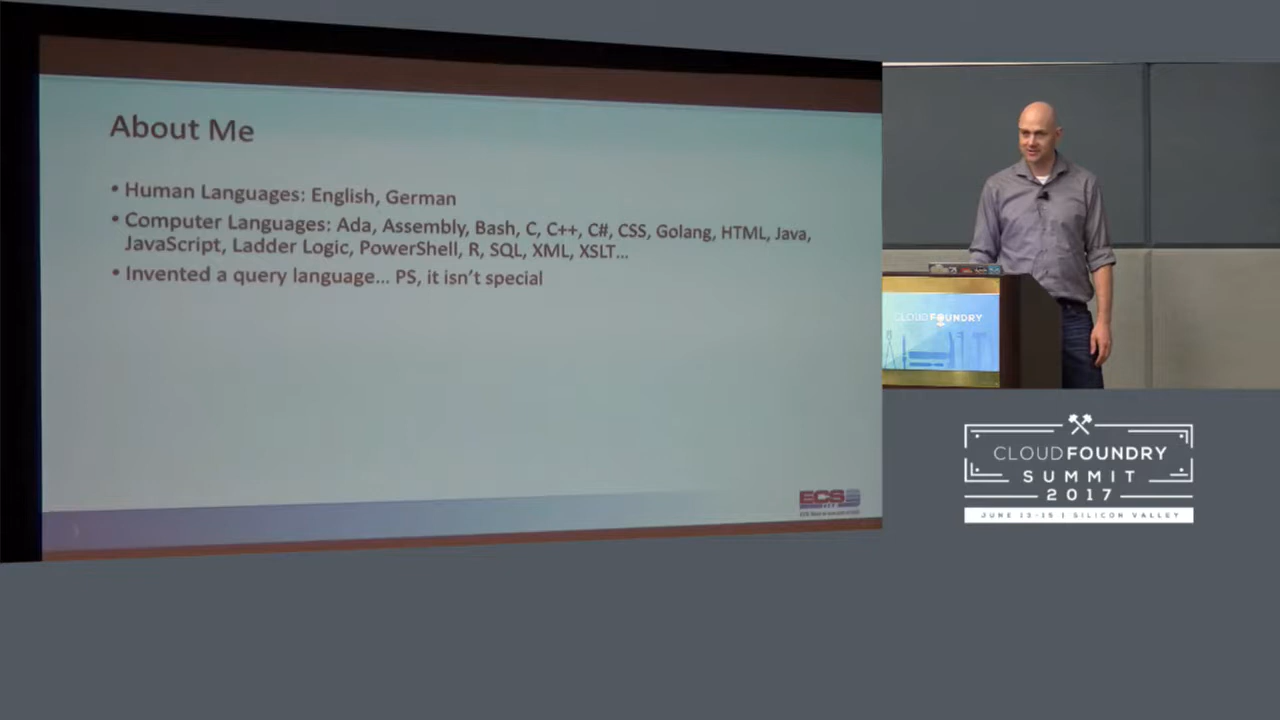 About Me
• Human Languages: English, German
• Computer Languages: Ada, Assembly, Bash, C, C++, C#, CSS, Golang, HTML, Java,
JavaScript, Ladder Logic, PowerShell, R, SQL, XML, XSLT...
• Invented a query language... PS, it isn't special
ECS
CLOUD FOUNDRY
CLOUD FOUNDRY
SUMMIT
2017
JUNE 13-15 | SILICON VALLEY